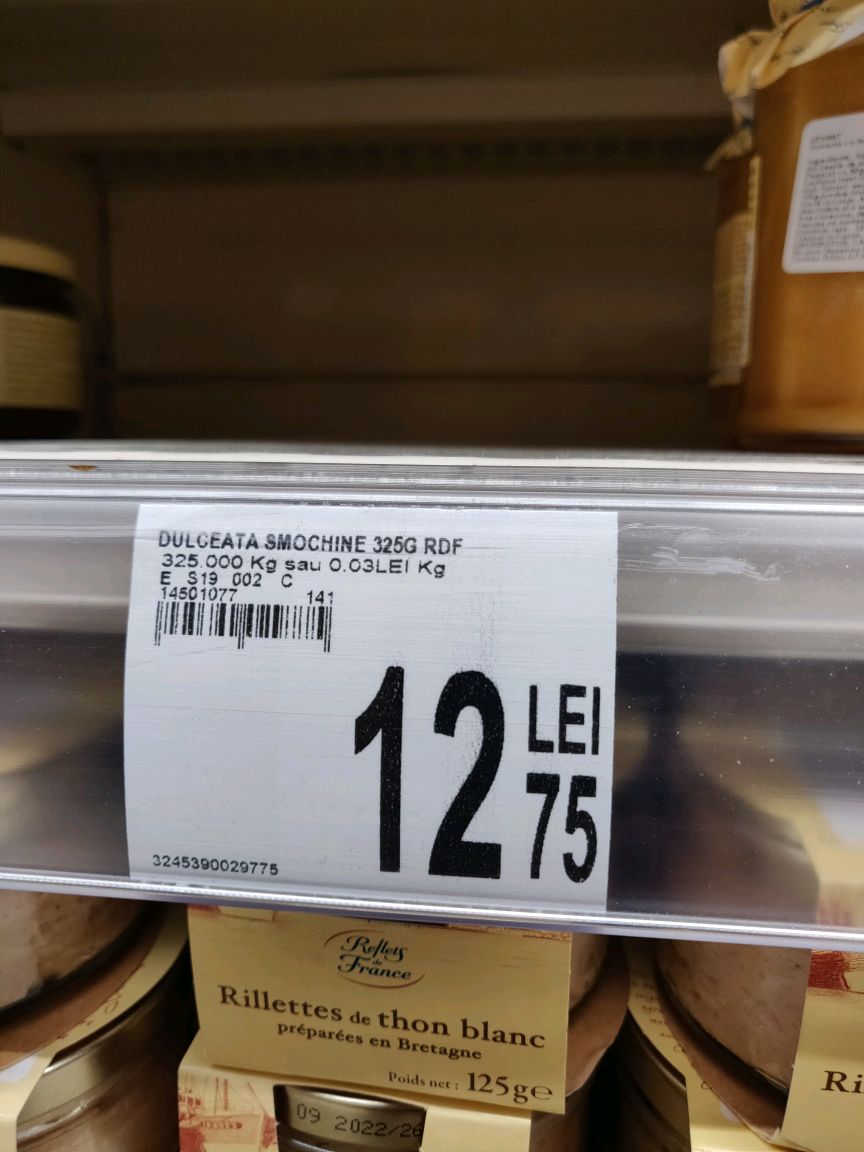 DULCEATA SMOCHINE 325G RDF
325.000 Kg sau 0.03LEI Kg
E S19 002 C
14501077 141
12 LEI 75
3245390029775
Reflets de France
Rillettes de thon blanc
préparées en Bretagne
Poids net : 125g℮
09 2022/26
Ri